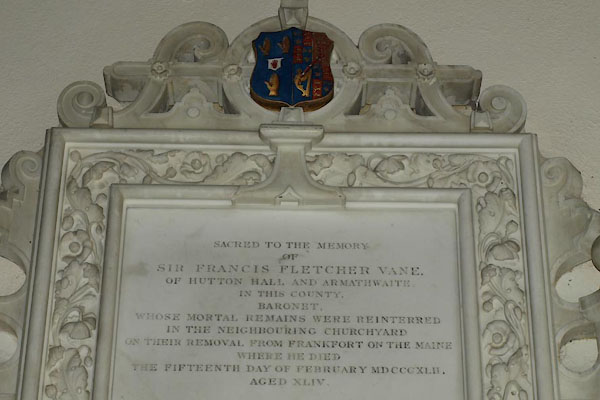 SACRED TO THE MEMORY
OF
SIR FRANCIS FLETCHER VANE.
OF HUTTON HALL AND ARMATHWAITE.
IN THIS COUNTY.
BARONET,
WHOSE MORTAL REMAINS WERE REINTERRED
IN THE NEIGHBOURING CHURCHYARD
ON THEIR REMOVAL FROM FRANKFORT ON THE MAINE
WHERE HE DIED
THE FIFTEENTH DAY OF FEBRUARY MDCCCXLII.
AGED XLIV.